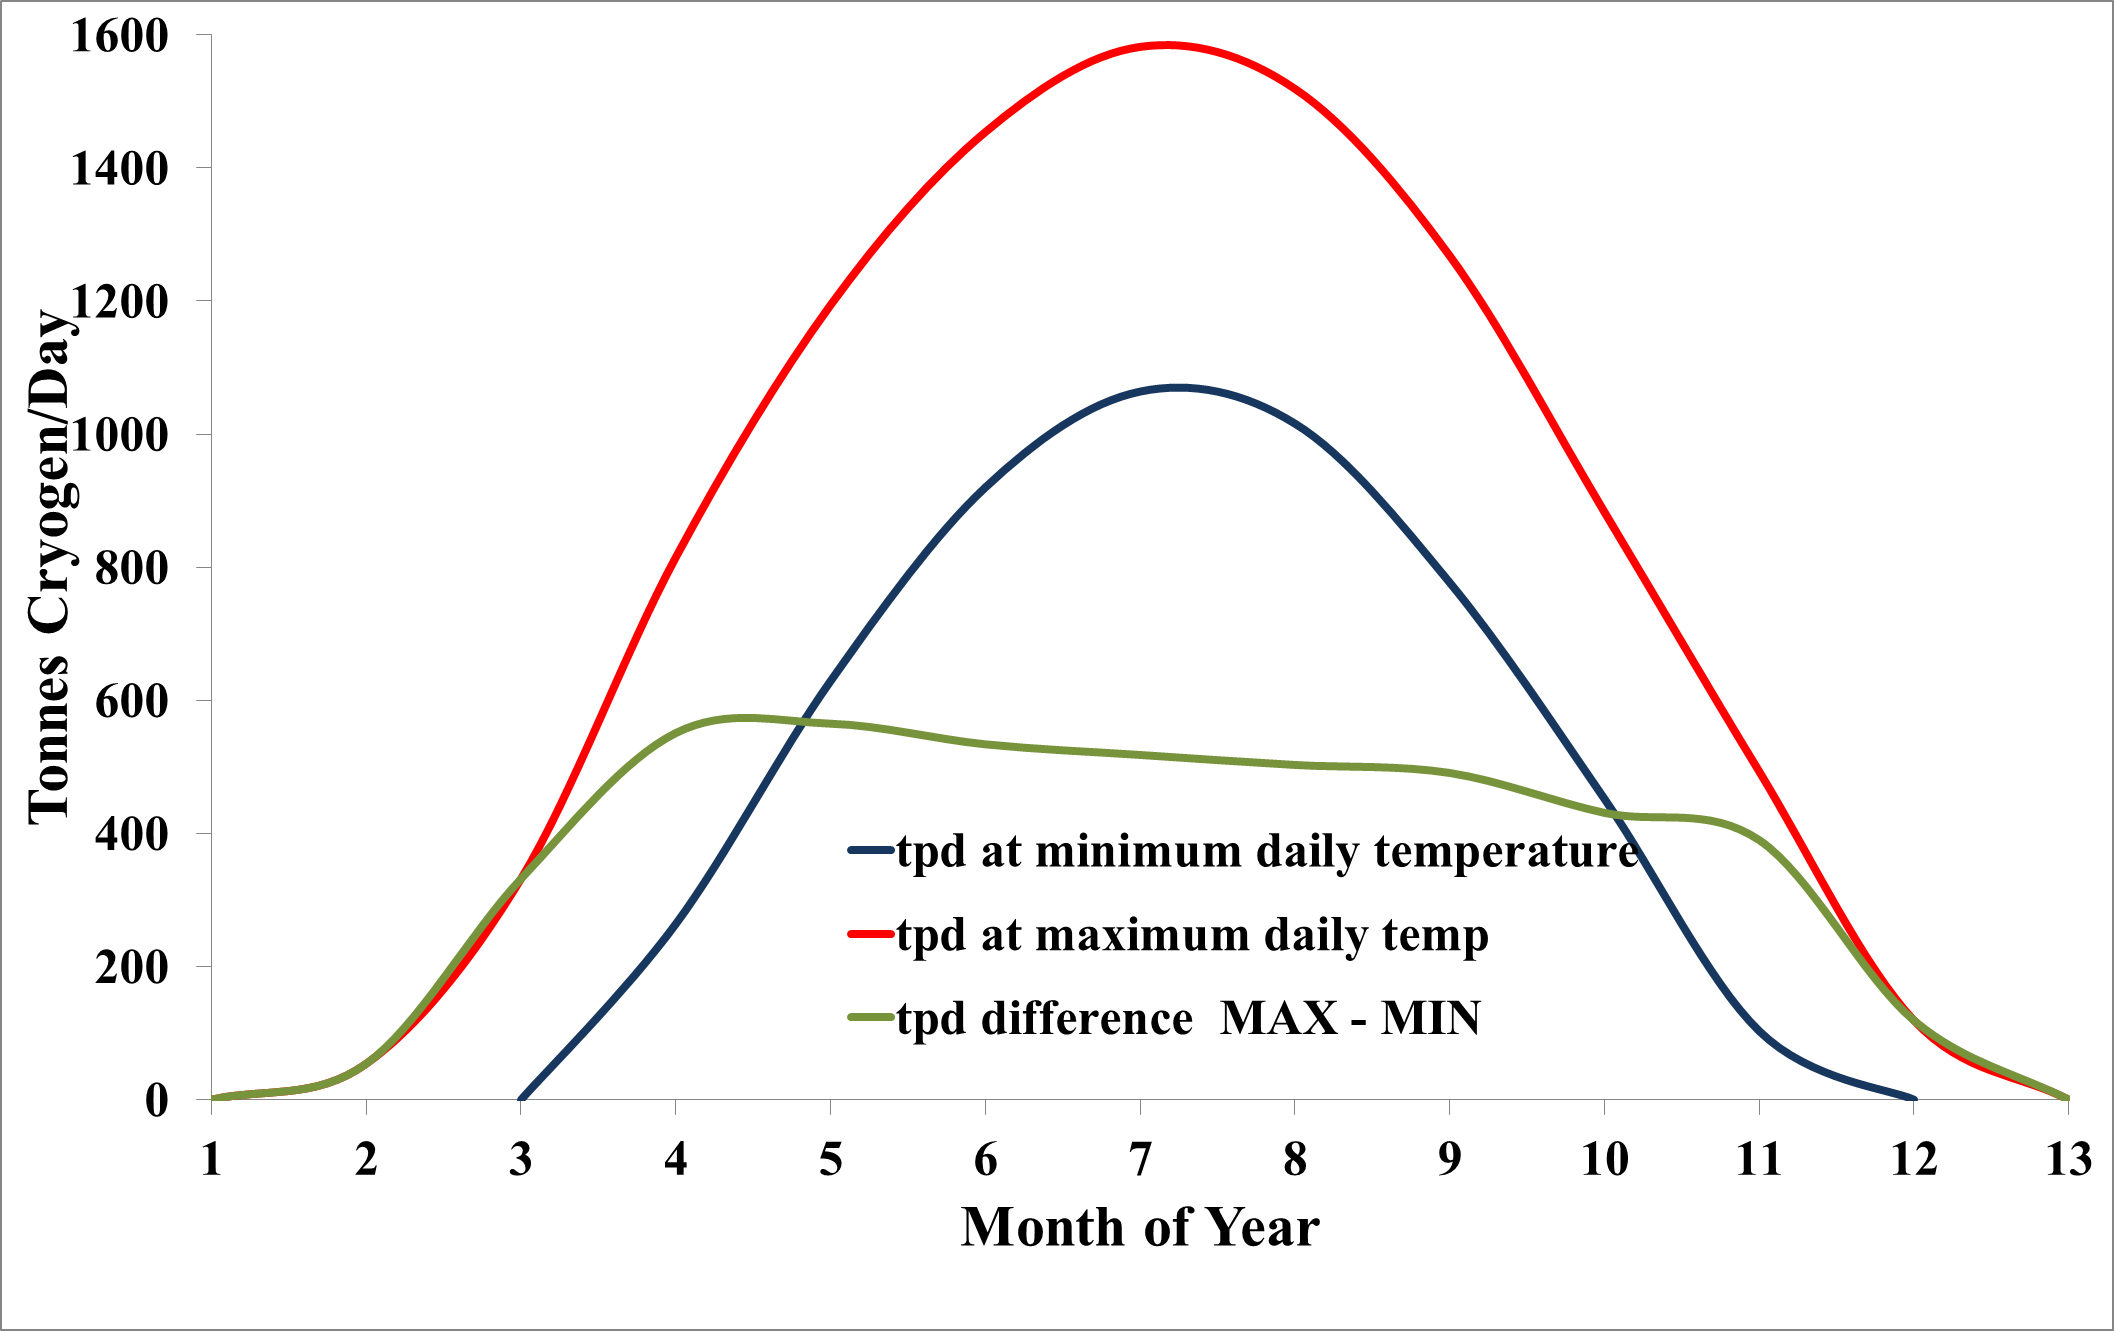 1600
1400
1200
1000
800
600
400
200
0
Tonnes Cryogen/Day
tpd at minimum daily temperature
tpd at maximum daily temp
tpd difference  MAX - MIN
1 2 3 4 5 6 7 8 9 10 11 12 13
Month of Year